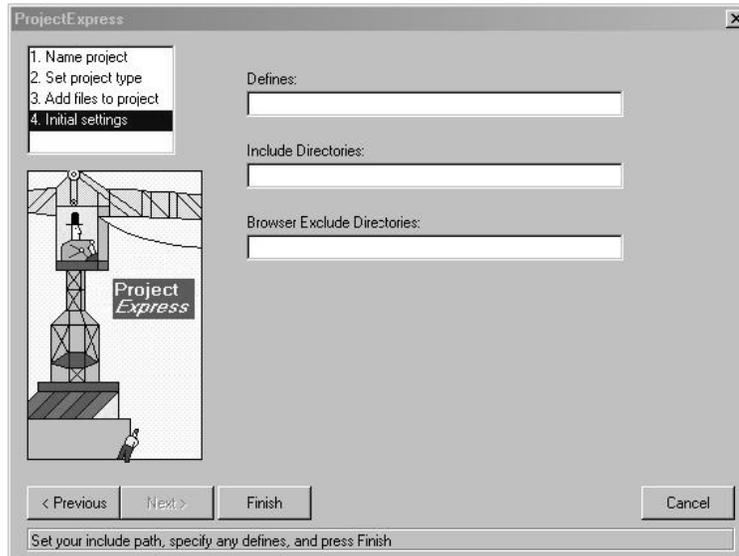 ProjectExpress
1. Name project
2. Set project type
3. Add files to project
4. Initial settings
Defines:
Include Directories:
Browser Exclude Directories:
Project
Express
< Previous
Next >
Finish
Cancel
Set your include path, specify any defines, and press Finish